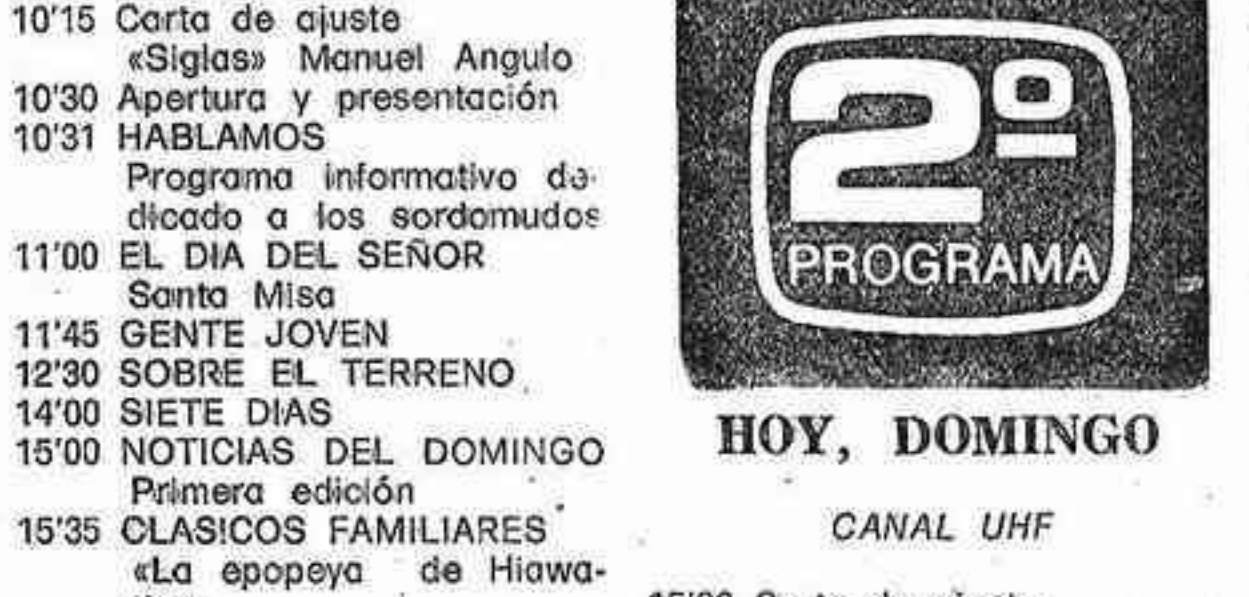 10'15 Carta de ajuste
«Siglas» Manuel Angulo
10'30 Apertura y presentación
10'31 HABLAMOS
Programa informativo de-
dicado a los sordomudos
11'00 EL DIA DEL SEÑOR
Santa Misa
11'45 GENTE JOVEN
12'30 SOBRE EL TERRENO
14'00 SIETE DIAS
15'00 NOTICIAS DEL DOMINGO
Primera edición
15'35 CLASICOS FAMILIARES
«La epopeya de Hiawa-
2º
PROGRAMA
HOY, DOMINGO
CANAL UHF